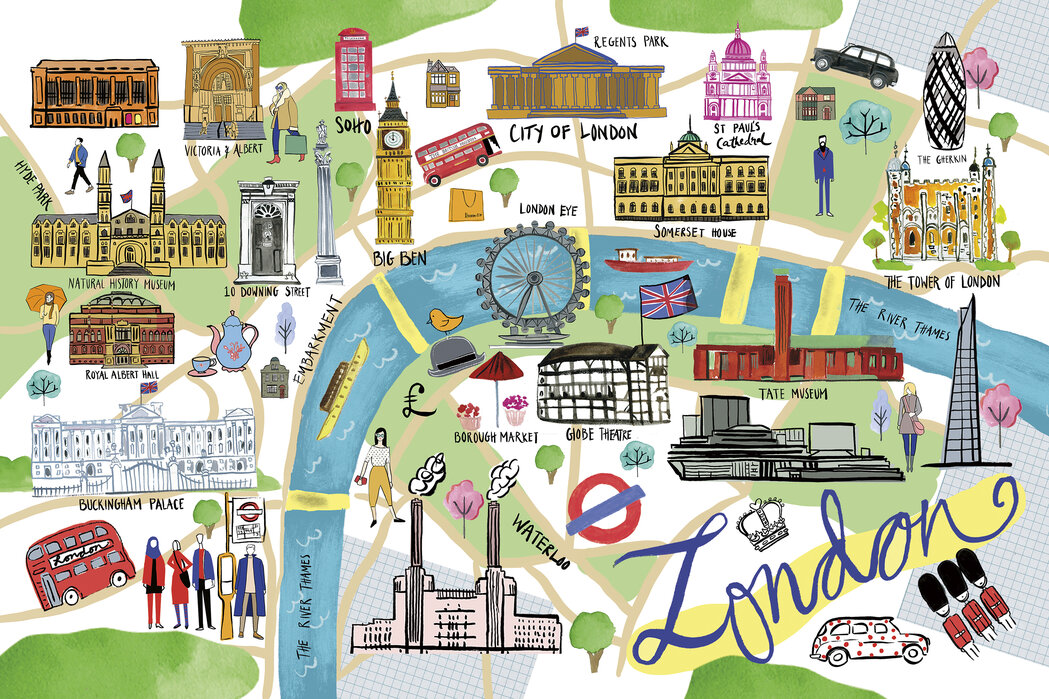 REGENTS PARK
VICTORIA & ALBERT
SOHO
CITY OF LONDON
ST PAUL'S
Cathedral
THE GHERKIN
HYDE PARK
LONDON EYE
SOMERSET HOUSE
BIG BEN
NATURAL HISTORY MUSEUM
10 DOWNING STREET
THE TOWER OF LONDON
EMBARKMENT
THE RIVER THAMES
ROYAL ALBERT HALL
£
TATE MUSEUM
BOROUGH MARKET
GLOBE THEATRE
BUCKINGHAM PALACE
London
WATERLOO
THE RIVER THAMES
London